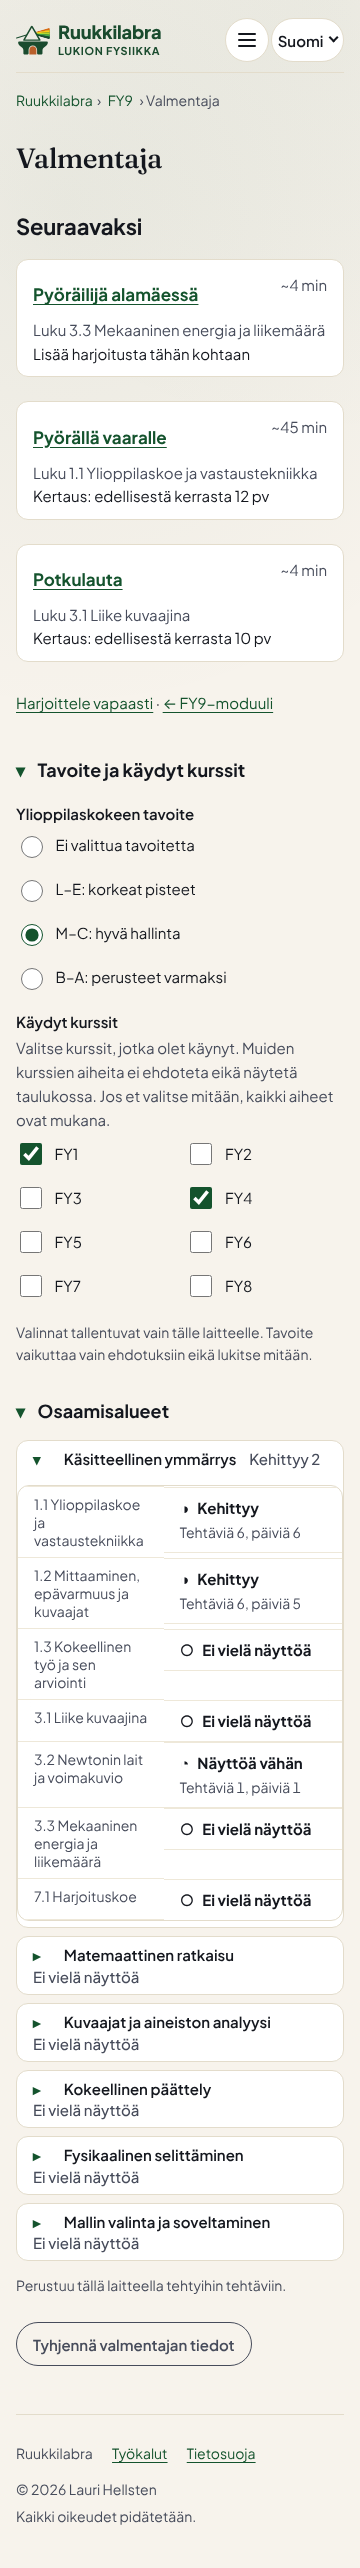 Ruukkilabra
LUKION FYSIIKKA
Suomi
Ruukkilabra › FY9 › Valmentaja
Valmentaja
Seuraavaksi
Pyöräilijä alamäessä ~4 min
Luku 3.3 Mekaaninen energia ja liikemäärä
Lisää harjoitusta tähän kohtaan
Pyörällä vaaralle ~45 min
Luku 1.1 Ylioppilaskoe ja vastaustekniikka
Kertaus: edellisestä kerrasta 12 pv
Potkulauta ~4 min
Luku 3.1 Liike kuvaajina
Kertaus: edellisestä kerrasta 10 pv
Harjoittele vapaasti · ← FY9-moduuli
▾ Tavoite ja käydyt kurssit
Ylioppilaskokeen tavoite
Ei valittua tavoitetta
L–E: korkeat pisteet
M–C: hyvä hallinta
B–A: perusteet varmaksi
Käydyt kurssit
Valitse kurssit, jotka olet käynyt. Muiden
kurssien aiheita ei ehdoteta eikä näytetä
taulukossa. Jos et valitse mitään, kaikki aiheet
ovat mukana.
FY1 FY2
FY3 FY4
FY5 FY6
FY7 FY8
Valinnat tallentuvat vain tälle laitteelle. Tavoite
vaikuttaa vain ehdotuksiin eikä lukitse mitään.
▾ Osaamisalueet
▾ Käsitteellinen ymmärrys Kehittyy 2
1.1 Ylioppilaskoe
ja
vastaustekniikka
Kehittyy
Tehtäviä 6, päiviä 6
1.2 Mittaaminen,
epävarmuus ja
kuvaajat
Kehittyy
Tehtäviä 6, päiviä 5
1.3 Kokeellinen
työ ja sen
arviointi
Ei vielä näyttöä
3.1 Liike kuvaajina
Ei vielä näyttöä
3.2 Newtonin lait
ja voimakuvio
Näyttöä vähän
Tehtäviä 1, päiviä 1
3.3 Mekaaninen
energia ja
liikemäärä
Ei vielä näyttöä
7.1 Harjoituskoe
Ei vielä näyttöä
▸ Matemaattinen ratkaisu
Ei vielä näyttöä
▸ Kuvaajat ja aineiston analyysi
Ei vielä näyttöä
▸ Kokeellinen päättely
Ei vielä näyttöä
▸ Fysikaalinen selittäminen
Ei vielä näyttöä
▸ Mallin valinta ja soveltaminen
Ei vielä näyttöä
Perustuu tällä laitteella tehtyihin tehtäviin.
Tyhjennä valmentajan tiedot
Ruukkilabra Työkalut Tietosuoja
© 2026 Lauri Hellsten
Kaikki oikeudet pidätetään.